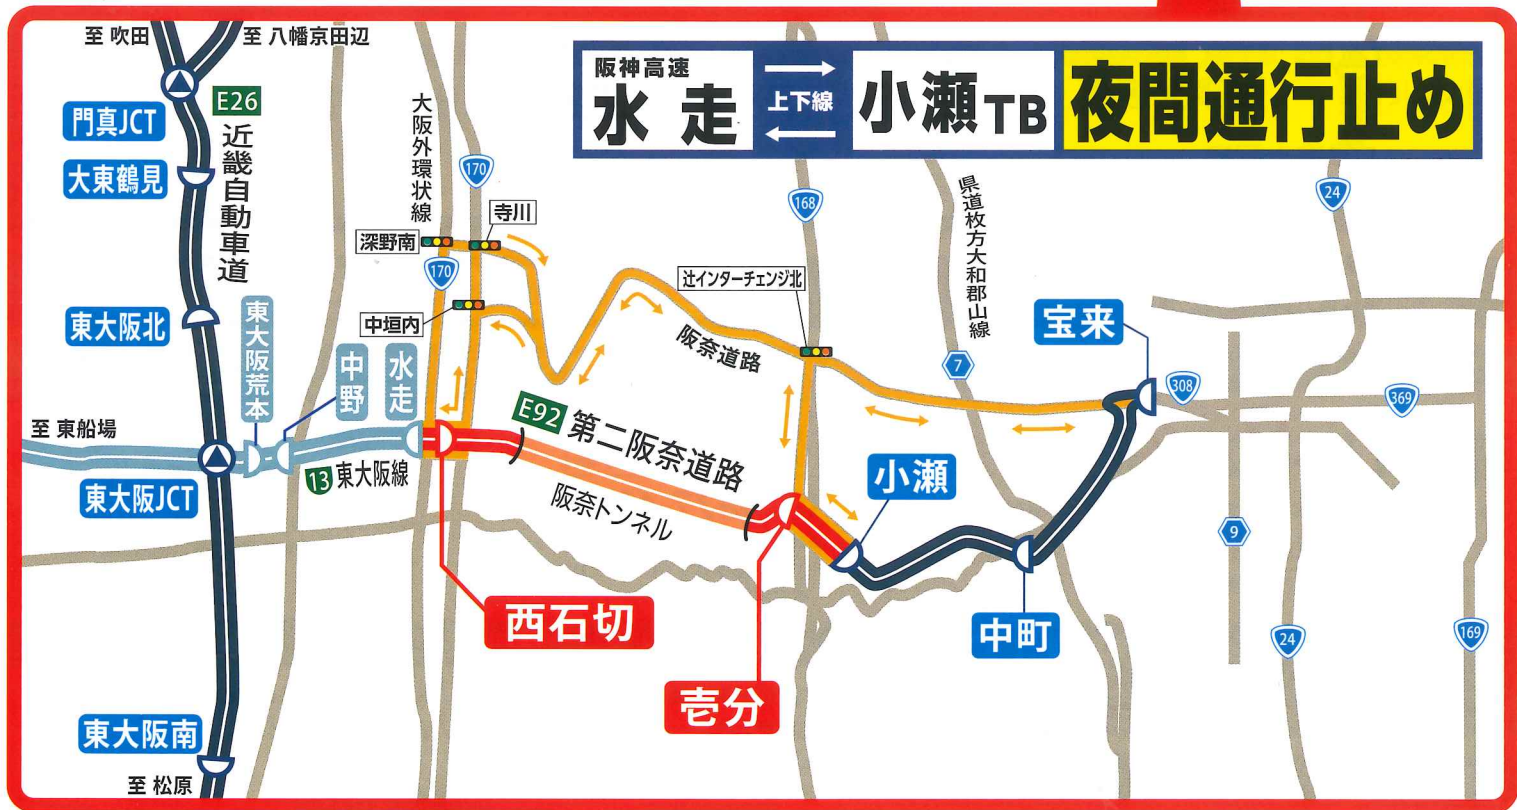 至 吹田
至 八幡京田辺
阪神高速
水走
上下線
小瀬TB
夜間通行止め
E26
近畿自動車道
門真JCT
大東鶴見
大阪外環状線
170
168
24
県道枚方大和郡山線
寺川
深野南
170
辻インターチェンジ北
中垣内
東大阪北
東大阪荒本
中野
水走
阪奈道路
宝来
7
308
369
至 東船場
E92
第二阪奈道路
13
東大阪線
東大阪JCT
阪奈トンネル
小瀬
9
西石切
中町
24
169
壱分
東大阪南
至 松原